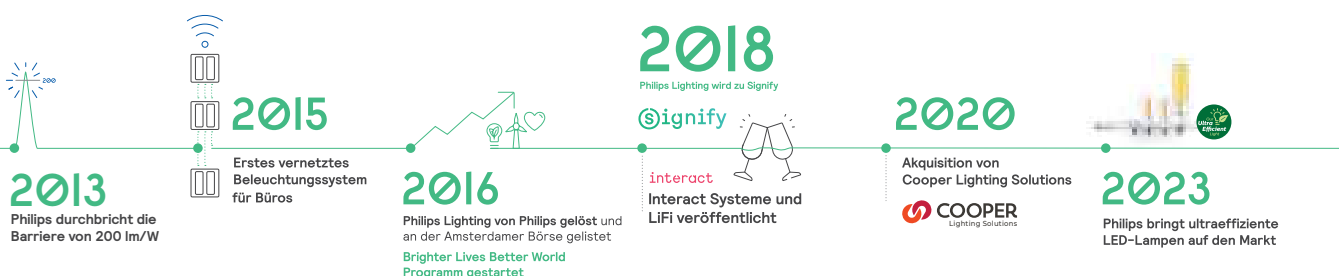 200
2013
Philips durchbricht die
Barriere von 200 lm/W
2015
Erstes vernetztes
Beleuchtungssystem
für Büros
2016
Philips Lighting von Philips gelöst und
an der Amsterdamer Börse gelistet
Brighter Lives Better World
Programm gestartet
2018
Philips Lighting wird zu Signify
Signify
interact
Interact Systeme und
LiFi veröffentlicht
2020
Akquisition von
Cooper Lighting Solutions
COOPER
Lighting Solutions
Ultra
Efficient
Light
2023
Philips bringt ultraeffiziente
LED-Lampen auf den Markt